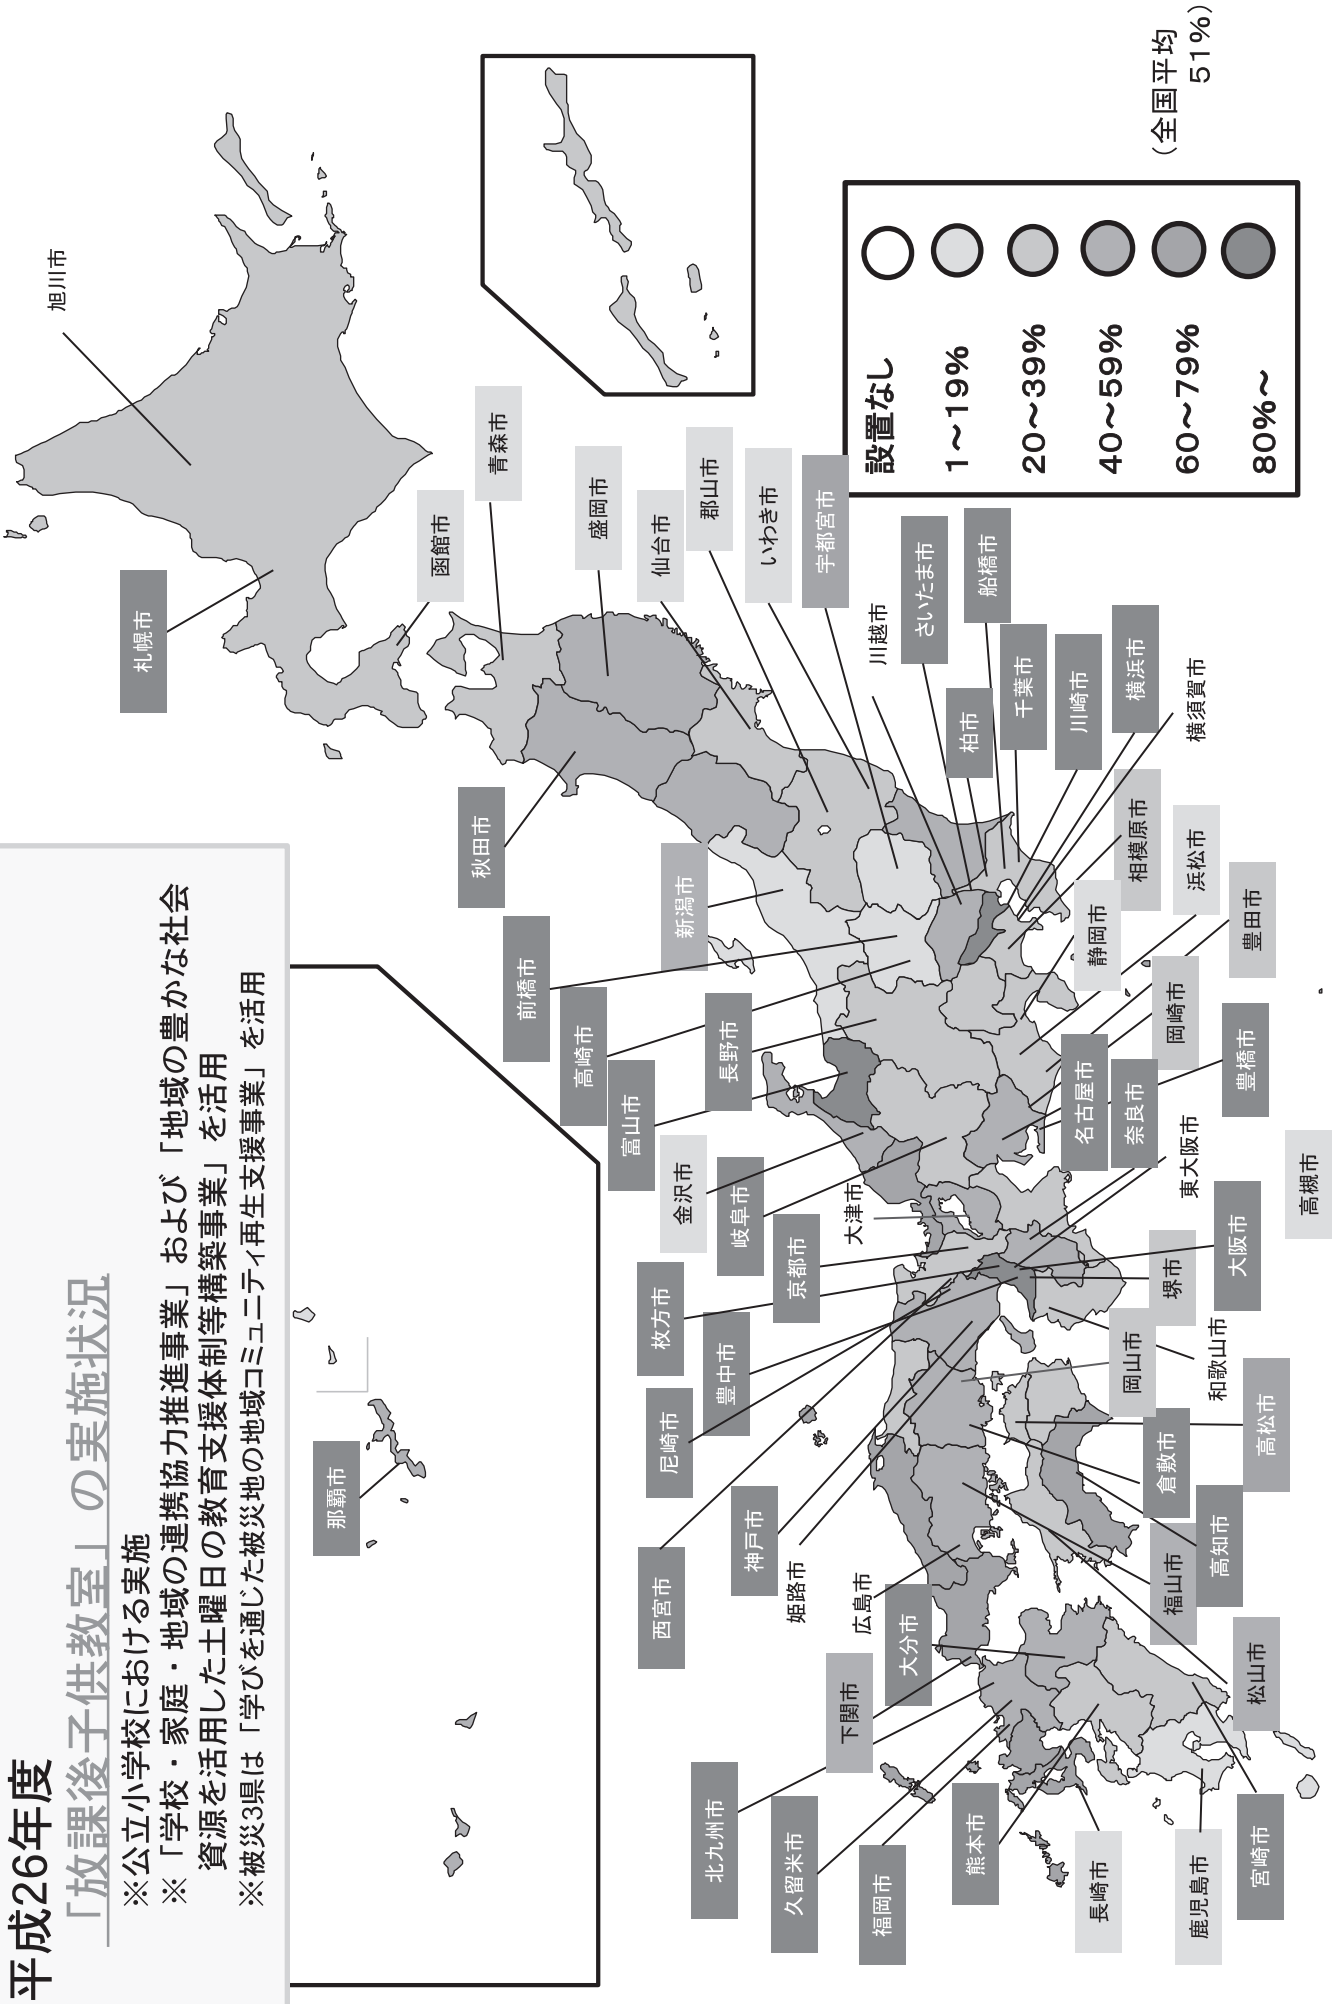 平成26年度
「放課後子供教室」の実施状況
※公立小学校における実施
※「学校・家庭・地域の連携協力推進事業」および「地域の豊かな社会
資源を活用した土曜日の教育支援体制等構築事業」を活用
※被災3県は「学びを通じた被災地の地域コミュニティ再生支援事業」を活用
旭川市
札幌市
函館市
青森市
盛岡市
仙台市
郡山市
いわき市
宇都宮市
川越市
さいたま市
船橋市
柏市
千葉市
川崎市
横浜市
横須賀市
相模原市
秋田市
新潟市
前橋市
高崎市
長野市
富山市
金沢市
岐阜市
静岡市
浜松市
豊田市
岡崎市
豊橋市
名古屋市
奈良市
東大阪市
高槻市
大阪市
堺市
和歌山市
大津市
京都市
枚方市
豊中市
尼崎市
西宮市
神戸市
姫路市
岡山市
倉敷市
高松市
高知市
福山市
松山市
広島市
大分市
下関市
北九州市
久留米市
福岡市
熊本市
長崎市
鹿児島市
宮崎市
那覇市
設置なし
1～19%
20～39%
40～59%
60～79%
80%～
（全国平均
51%）